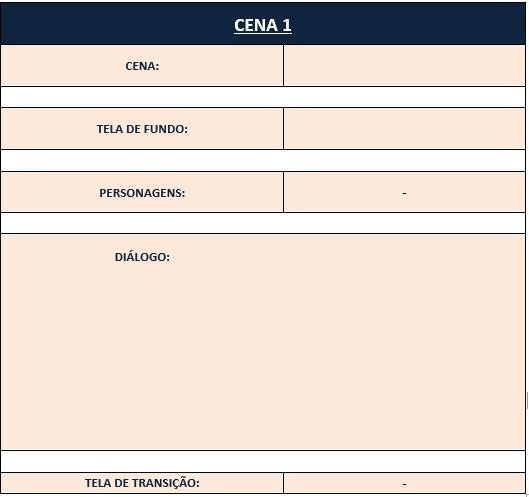 CENA 1
CENA:
TELA DE FUNDO:
PERSONAGENS: -
DIÁLOGO:
TELA DE TRANSIÇÃO: -